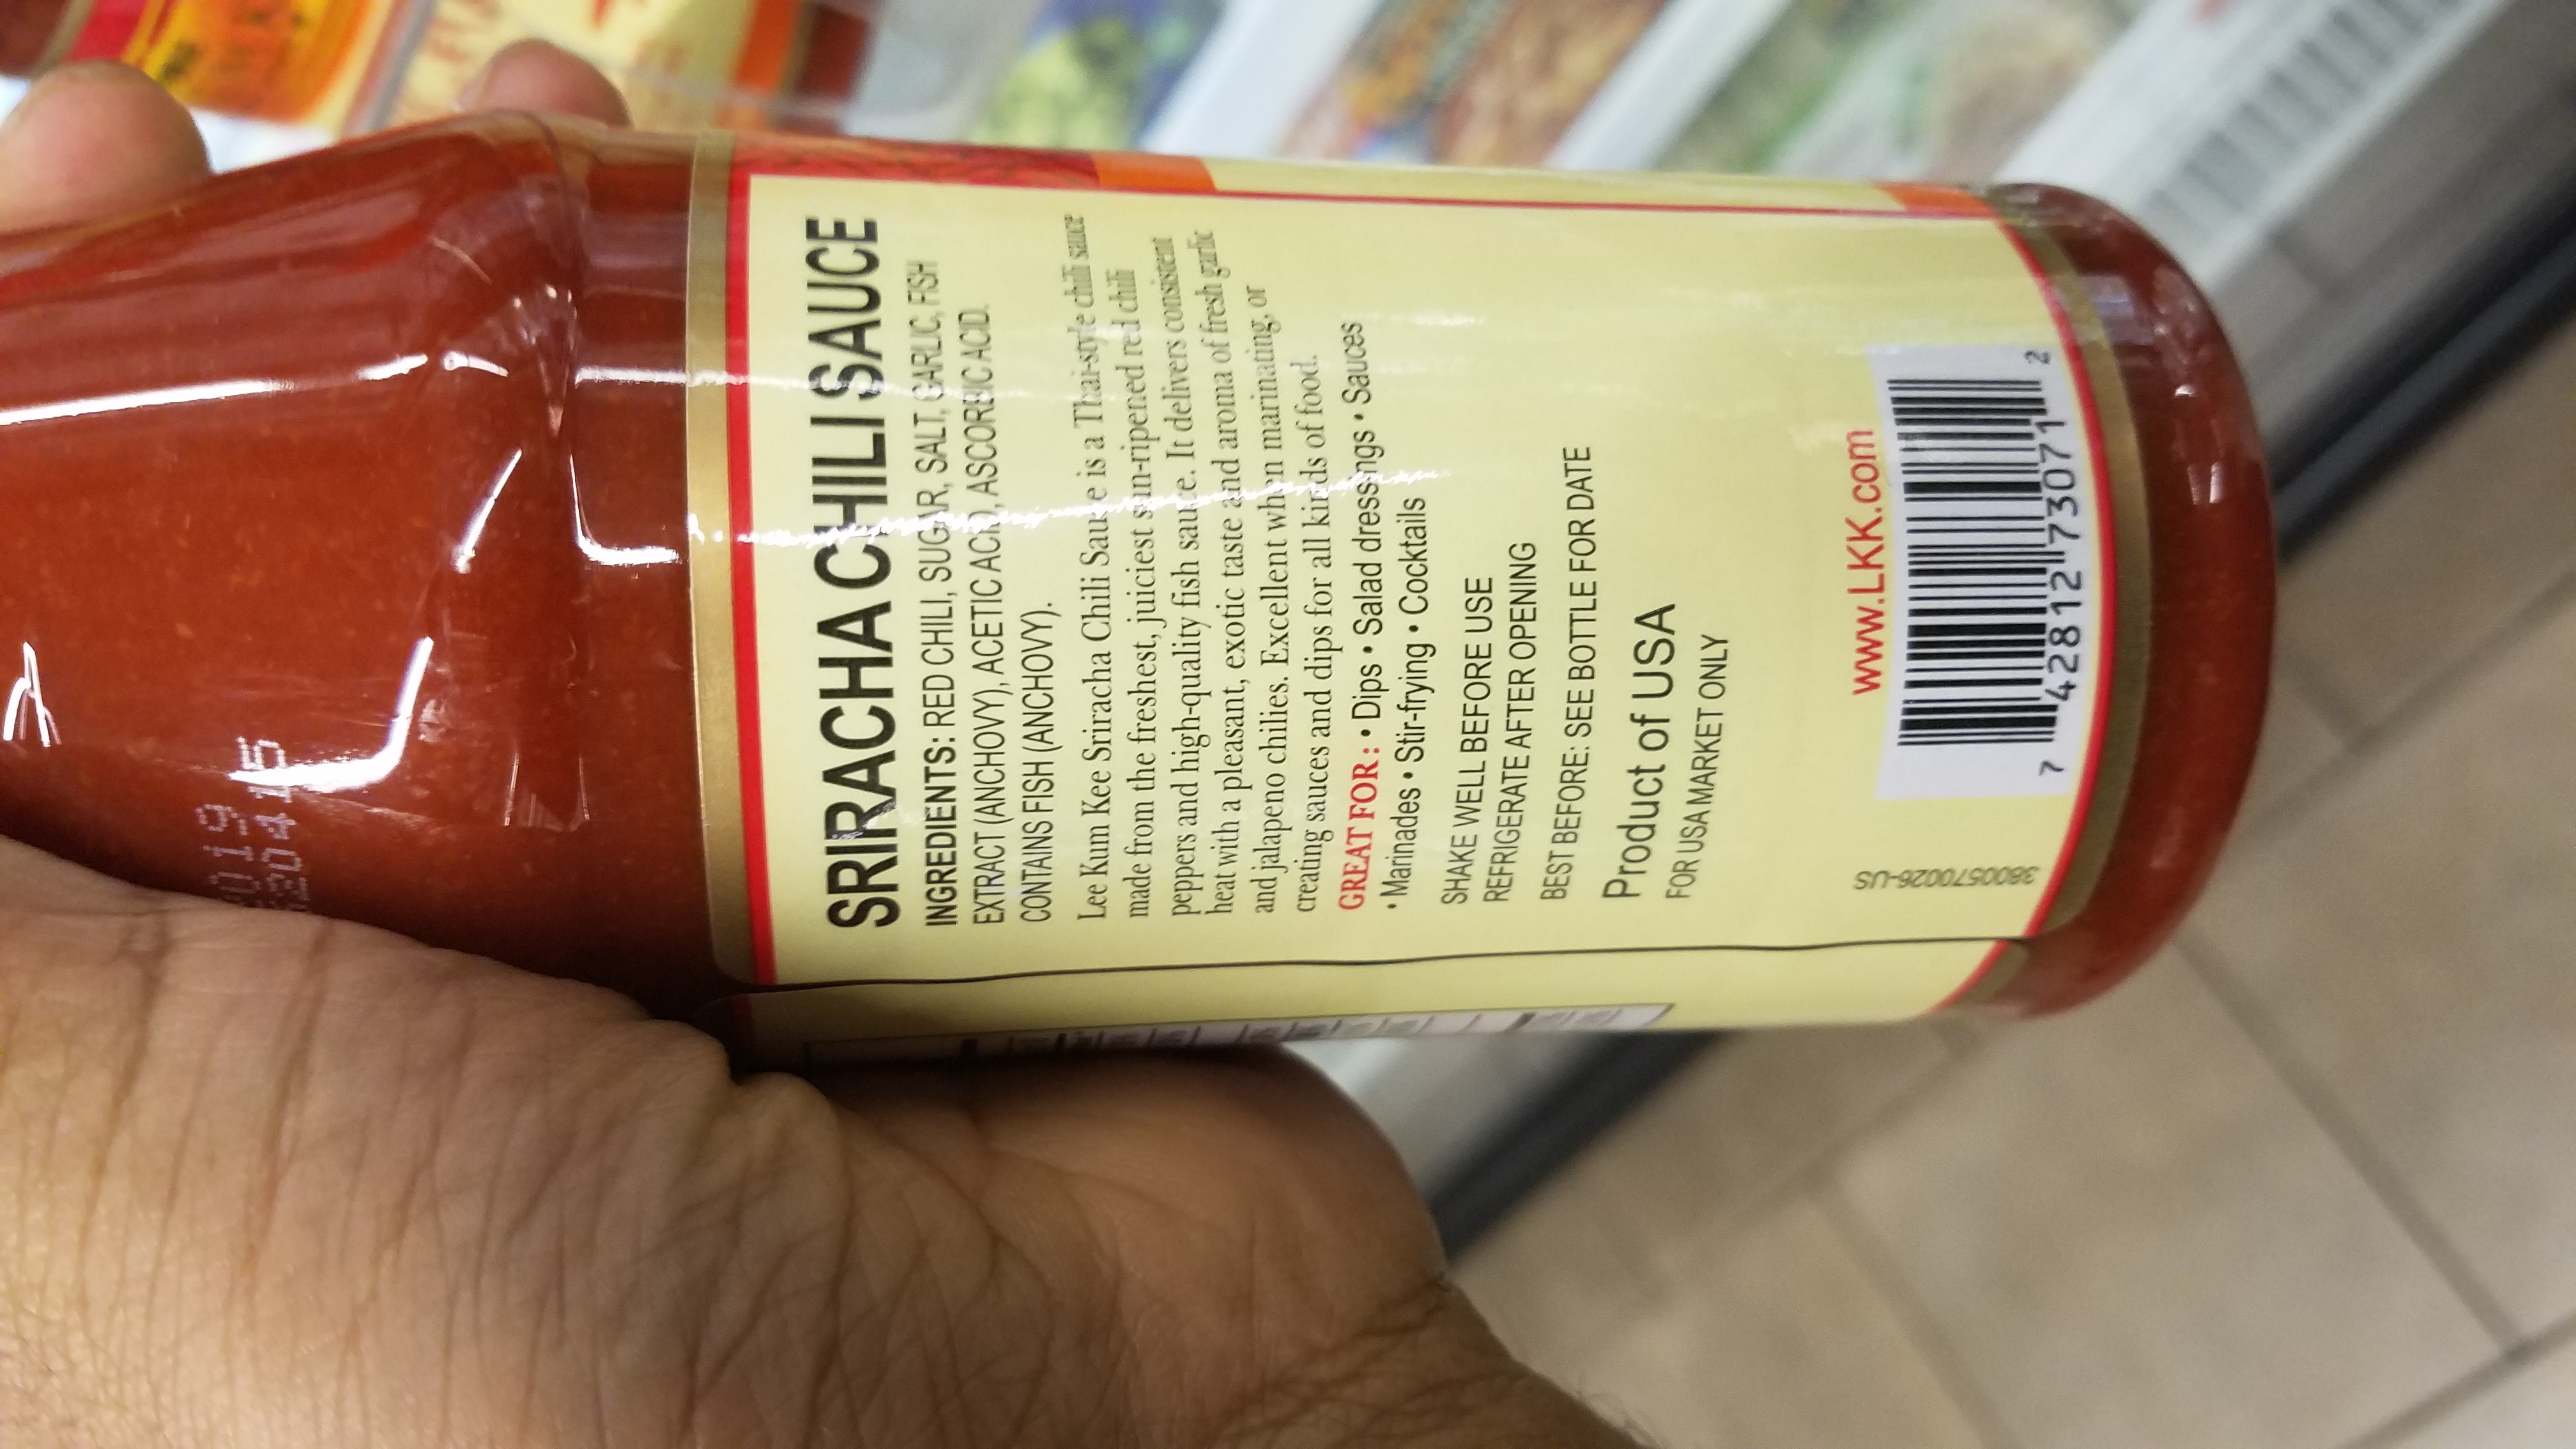 019
20415
SRIRACHA CHILI SAUCE
INGREDIENTS: RED CHILI, SUGAR, SALT, GARLIC, FISH
EXTRACT (ANCHOVY), ACETIC ACID, ASCORBIC ACID.
CONTAINS FISH (ANCHOVY).
Lee Kum Kee Sriracha Chili Sauce is a Thai-style chili sauce
made from the freshest, juiciest sun-ripened red chili
peppers and high-quality fish sauce. It delivers consistent
heat with a pleasant, exotic taste and aroma of fresh garlic
and jalapeno chilies. Excellent when marinating, or
creating sauces and dips for all kinds of food.
GREAT FOR : • Dips • Salad dressings • Sauces
• Marinades • Stir-frying • Cocktails
SHAKE WELL BEFORE USE
REFRIGERATE AFTER OPENING
BEST BEFORE: SEE BOTTLE FOR DATE
Product of USA
FOR USA MARKET ONLY
www.LKK.com
3800570026-US
7 42812 73071 2